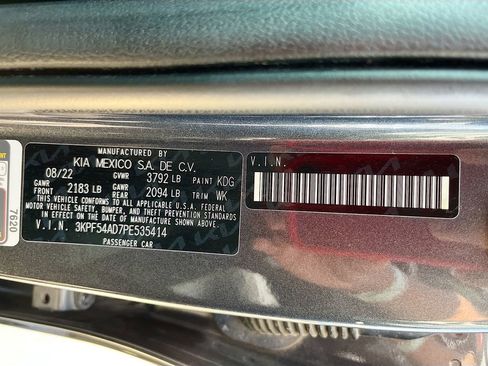 MANUFACTURED BY
KIA MEXICO S.A. DE C.V.
08/22 GVWR 3792 LB PAINT KDG
GAWR 2183 LB GAWR REAR 2094 LB TRIM WK
THIS VEHICLE CONFORMS TO ALL APPLICABLE U.S.A. FEDERAL
MOTOR VEHICLE SAFETY, BUMPER, AND THEFT PREVENTION STANDARDS
IN EFFECT ON THE DATE OF MANUFACTURE SHOWN ABOVE.
V.I.N. 3KPF54AD7PE535414
PASSENGER CAR
V.I.N.
7620